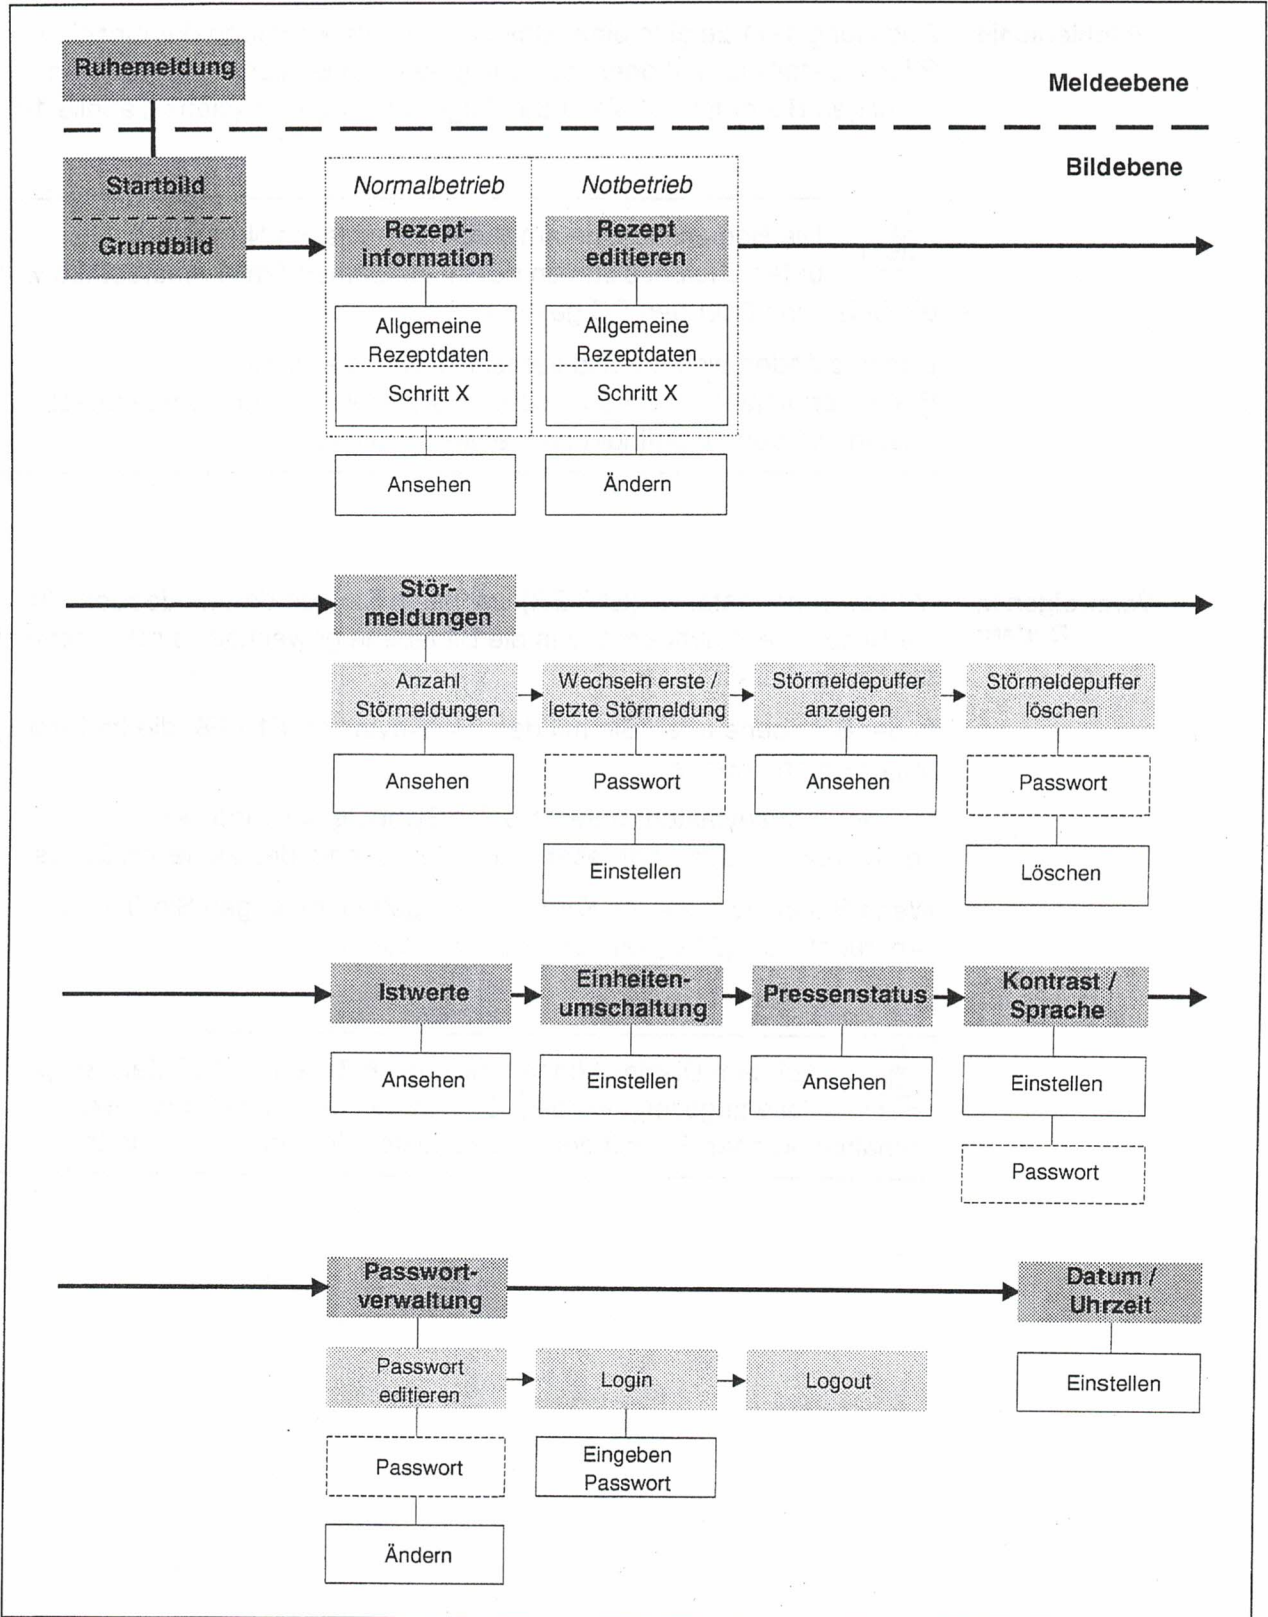 Ruhemeldung
Meldeebene
Bildebene
Startbild
Grundbild
Normalbetrieb
Notbetrieb
Rezept-
information
Rezept
editieren
Allgemeine
Rezeptdaten
Schritt X
Allgemeine
Rezeptdaten
Schritt X
Ansehen
Ändern
Stör-
meldungen
Anzahl
Störmeldungen
Wechseln erste /
letzte Störmeldung
Störmeldepuffer
anzeigen
Störmeldepuffer
löschen
Ansehen
Passwort
Ansehen
Passwort
Einstellen
Löschen
Istwerte
Einheiten-
umschaltung
Pressenstatus
Kontrast /
Sprache
Ansehen
Einstellen
Ansehen
Einstellen
Passwort
Passwort-
verwaltung
Datum /
Uhrzeit
Passwort
editieren
Login
Logout
Einstellen
Passwort
Eingeben
Passwort
Ändern